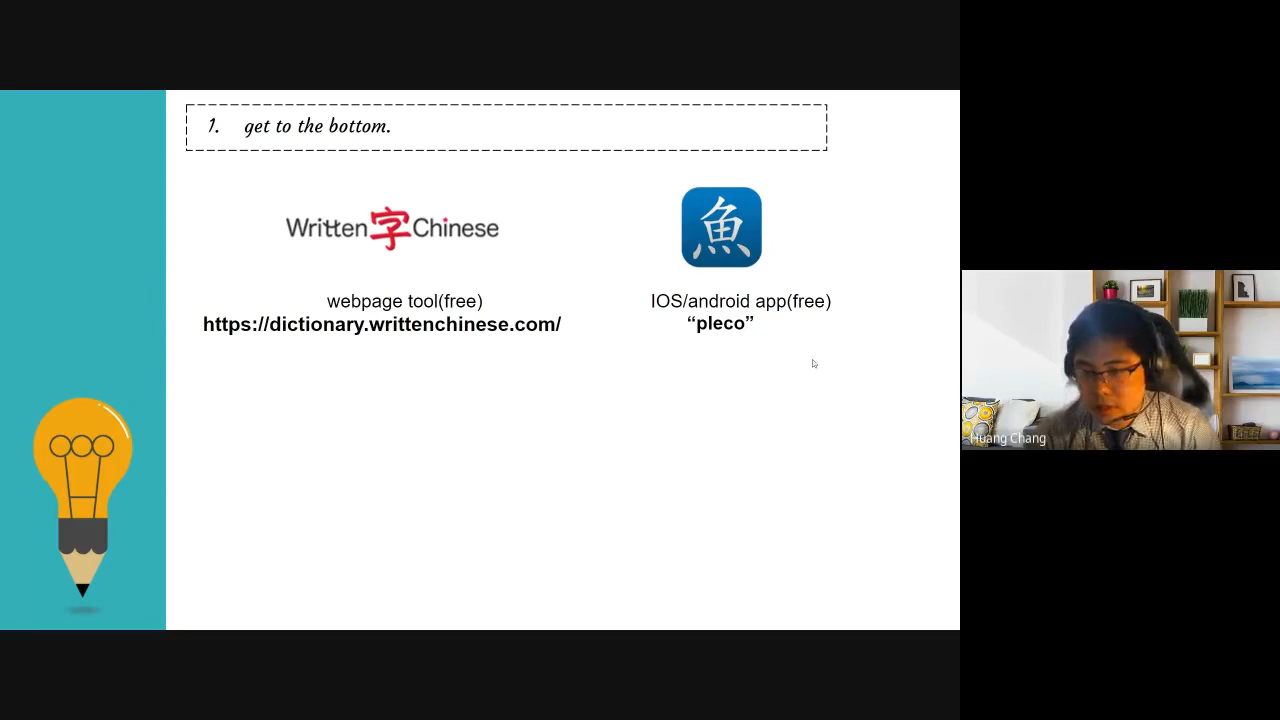 1. get to the bottom.
Written字Chinese
魚
webpage tool(free)
https://dictionary.writtenchinese.com/
IOS/android app(free)
“pleco”
Huang Chang